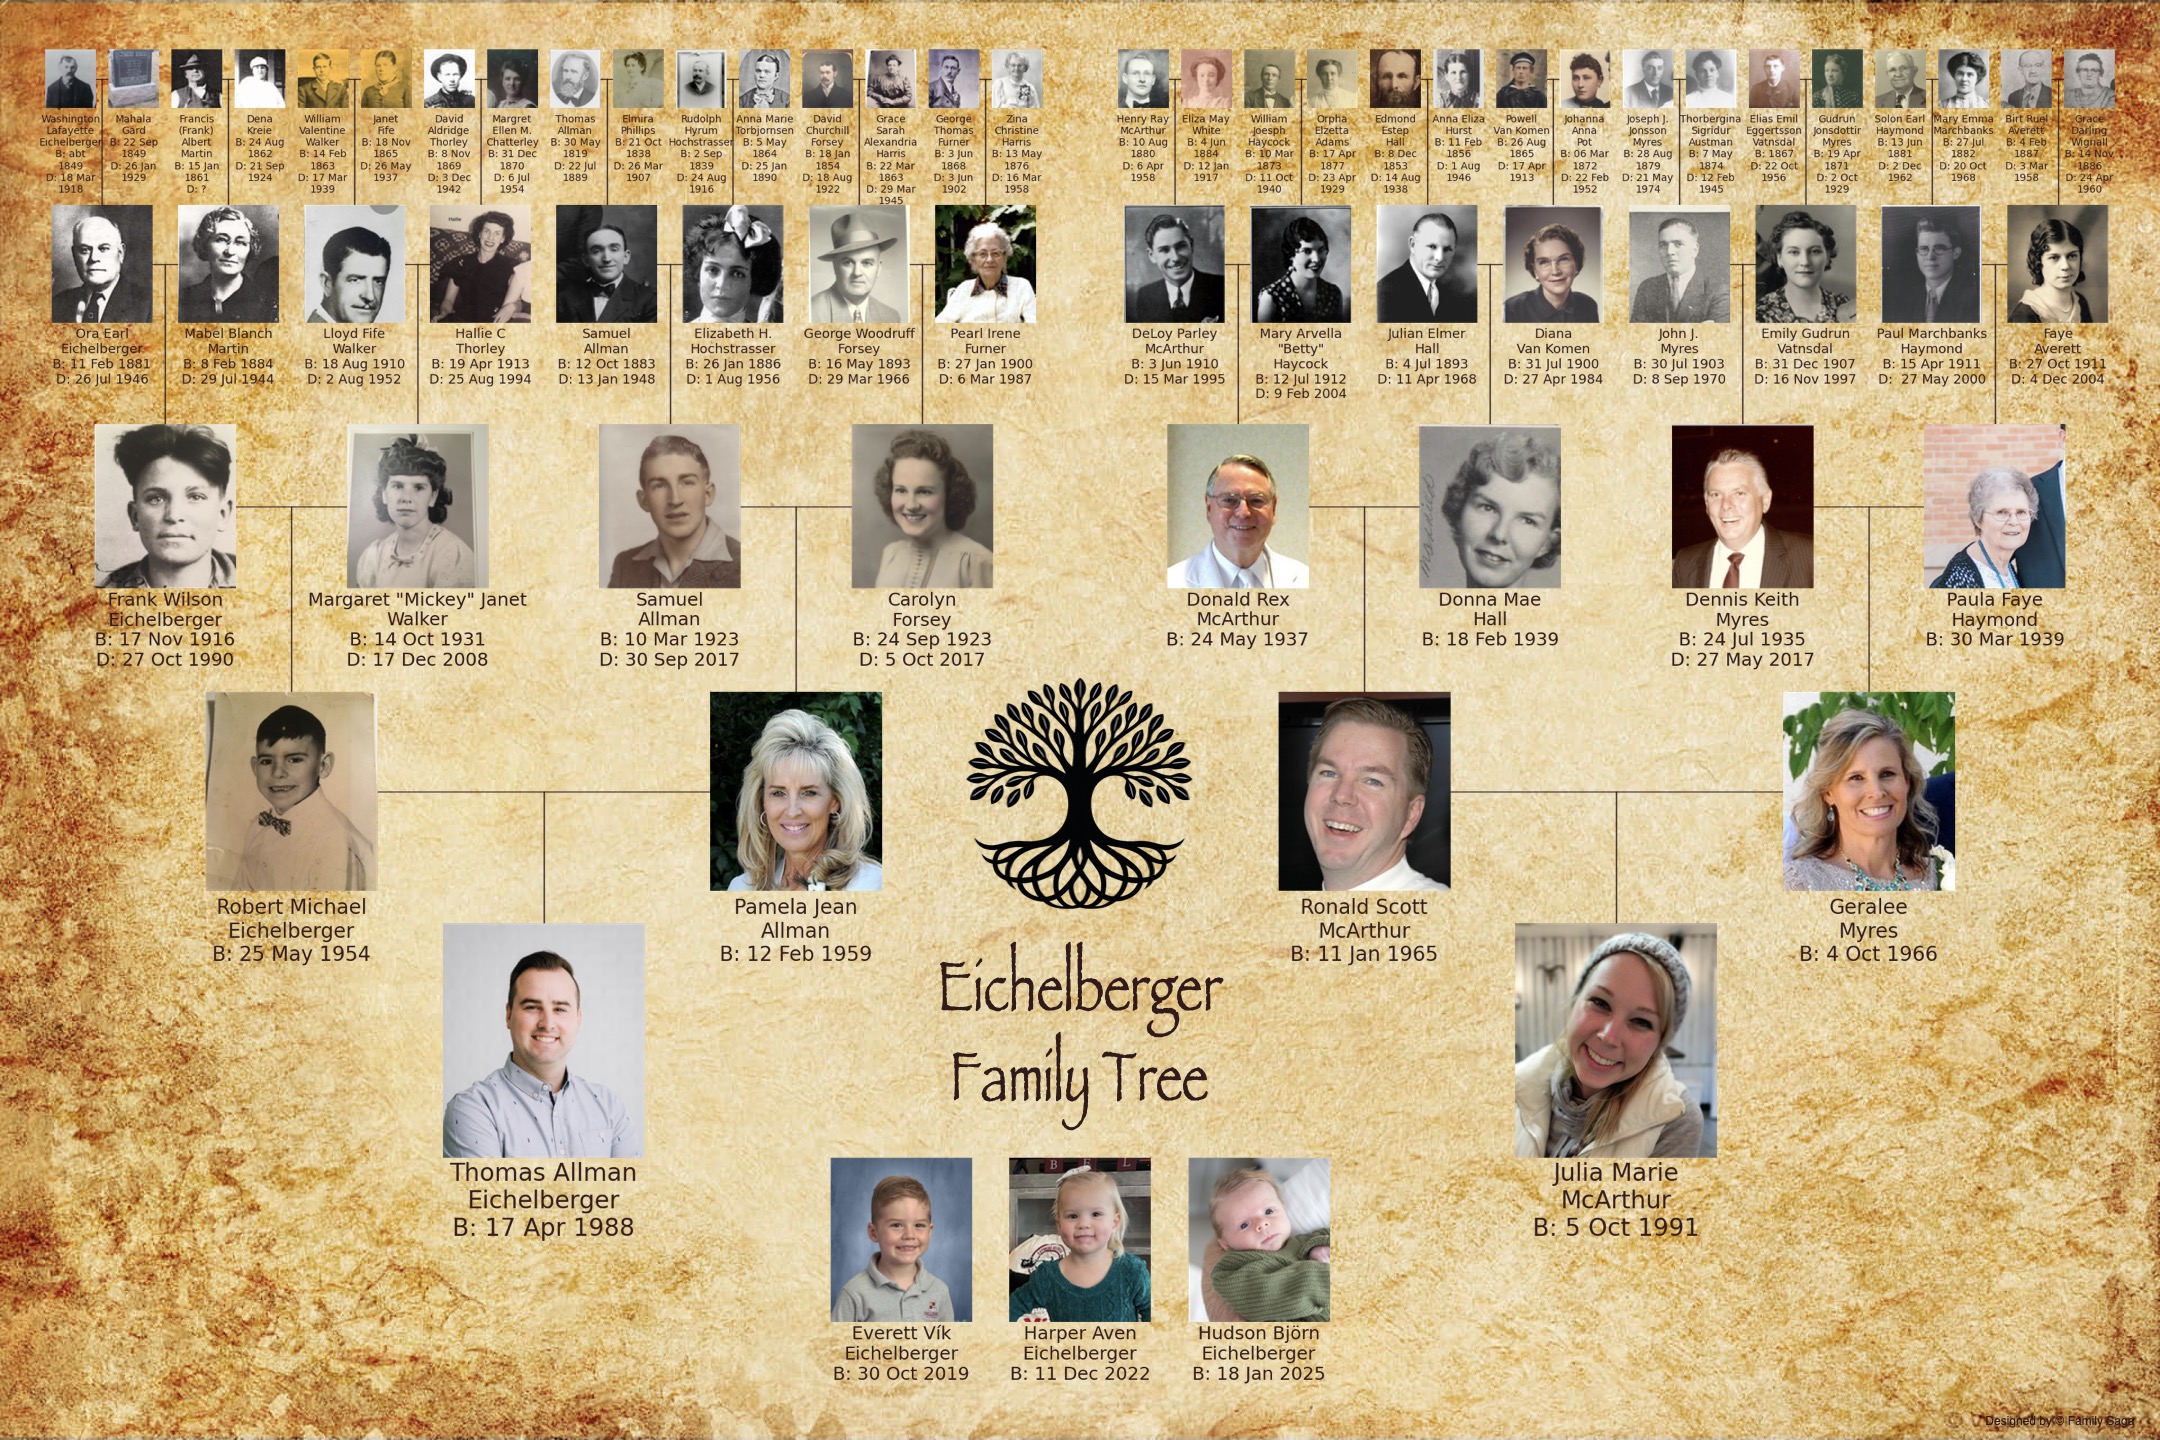 Washington
Lafayette
Eichelberger
B: abt
1849
D: 18 Mar
1918
Mahala
Gard
B: 22 Sep
1849
D: 26 Jan
1929
Francis
(Frank)
Albert
Martin
B: 15 Jan
1861
D: ?
Dena
Kreie
B: 24 Aug
1862
D: 21 Sep
1924
William
Valentine
Walker
B: 14 Feb
1863
D: 17 Mar
1939
Janet
Fife
B: 18 Nov
1865
D: 26 May
1937
David
Aldridge
Thorley
B: 8 Nov
1869
D: 3 Dec
1942
Margret
Ellen M.
Chatterley
B: 31 Dec
1870
D: 6 Jul
1954
Thomas
Allman
B: 30 May
1819
D: 22 Jul
1889
Elmira
Phillips
B: 21 Oct
1838
D: 26 Mar
1907
Rudolph
Hyrum
Hochstrasser
B: 2 Sep
1839
D: 24 Aug
1916
Anna Marie
Torbjornsen
B: 5 May
1864
D: 25 Jan
1890
David
Churchill
Forsey
B: 18 Jan
1854
D: 18 Aug
1922
Grace
Sarah
Alexandria
Harris
B: 22 Mar
1863
D: 29 Mar
1945
George
Thomas
Furner
B: 3 Jun
1868
D: 3 Jun
1902
Zina
Christine
Harris
B: 13 May
1876
D: 16 Mar
1958
Henry Ray
McArthur
B: 10 Aug
1880
D: 6 Apr
1958
Eliza May
White
B: 4 Jun
1884
D: 12 Jan
1917
William
Joesph
Haycock
B: 10 Mar
1873
D: 11 Oct
1940
Orpha
Elzetta
Adams
B: 17 Apr
1877
D: 23 Apr
1929
Edmond
Estep
Hall
B: 8 Dec
1853
D: 14 Aug
1938
Anna Eliza
Hurst
B: 11 Feb
1856
D: 1 Aug
1946
Powell
Van Komen
B: 26 Aug
1865
D: 17 Apr
1913
Johanna
Anna
Pot
B: 06 Mar
1872
D: 22 Feb
1952
Joseph J.
Jonsson
Myres
B: 28 Aug
1879
D: 21 May
1974
Thorbergina
Sigridur
Austman
B: 7 May
1874
D: 12 Feb
1945
Elias Emil
Eggertsson
Vatnsdal
B: 1867
D: 22 Oct
1956
Gudrun
Jonsdottir
B: 19 Apr
1871
D: 2 Oct
1929
Solon Earl
Haymond
B: 13 Jun
1881
D: 2 Dec
1962
Mary Emma
Marchbanks
B: 27 Jul
1882
D: 20 Oct
1968
Birt Ruel
Averett
B: 4 Feb
1887
D: 3 Mar
1958
Grace
Darling
Wignall
B: 14 Nov
1886
D: 24 Apr
1960
Hallie
Ora Earl
Eichelberger
B: 11 Feb 1881
D: 26 Jul 1946
Mabel Blanch
Martin
B: 8 Feb 1884
D: 29 Jul 1944
Lloyd Fife
Walker
B: 18 Aug 1910
D: 2 Aug 1952
Hallie C
Thorley
B: 19 Apr 1913
D: 25 Aug 1994
Samuel
Allman
B: 12 Oct 1883
D: 13 Jan 1948
Elizabeth H.
Hochstrasser
B: 26 Jan 1886
D: 1 Aug 1956
George Woodruff
Forsey
B: 16 May 1893
D: 29 Mar 1966
Pearl Irene
Furner
B: 27 Jan 1900
D: 6 Mar 1987
DeLoy Parley
McArthur
B: 3 Jun 1910
D: 15 Mar 1995
Mary Arvella
"Betty"
Haycock
B: 12 Jul 1912
D: 9 Feb 2004
Julian Elmer
Hall
B: 4 Jul 1893
D: 11 Apr 1968
Diana
Van Komen
B: 31 Jul 1900
D: 27 Apr 1984
John J.
Myres
B: 30 Jul 1903
D: 8 Sep 1970
Emily Gudrun
Vatnsdal
B: 31 Dec 1907
D: 16 Nov 1997
Paul Marchbanks
Haymond
B: 15 Apr 1911
D: 27 May 2000
Faye
Averett
B: 27 Oct 1911
D: 4 Dec 2004
Frank Wilson
Eichelberger
B: 17 Nov 1916
D: 27 Oct 1990
Margaret "Mickey" Janet
Walker
B: 14 Oct 1931
D: 17 Dec 2008
Samuel
Allman
B: 10 Mar 1923
D: 30 Sep 2017
Carolyn
Forsey
B: 24 Sep 1923
D: 5 Oct 2017
Donald Rex
McArthur
B: 24 May 1937
Donna Mae
Hall
B: 18 Feb 1939
Dennis Keith
Myres
B: 24 Jul 1935
D: 27 May 2017
Paula Faye
Haymond
B: 30 Mar 1939
Robert Michael
Eichelberger
B: 25 May 1954
Pamela Jean
Allman
B: 12 Feb 1959
Ronald Scott
McArthur
B: 11 Jan 1965
Geralee
Myres
B: 4 Oct 1966
Eichelberger
Family Tree
Thomas Allman
Eichelberger
B: 17 Apr 1988
Julia Marie
McArthur
B: 5 Oct 1991
B E L
Everett Vík
Eichelberger
B: 30 Oct 2019
Harper Aven
Eichelberger
B: 11 Dec 2022
Hudson Björn
Eichelberger
B: 18 Jan 2025
Designed by © Family Saga